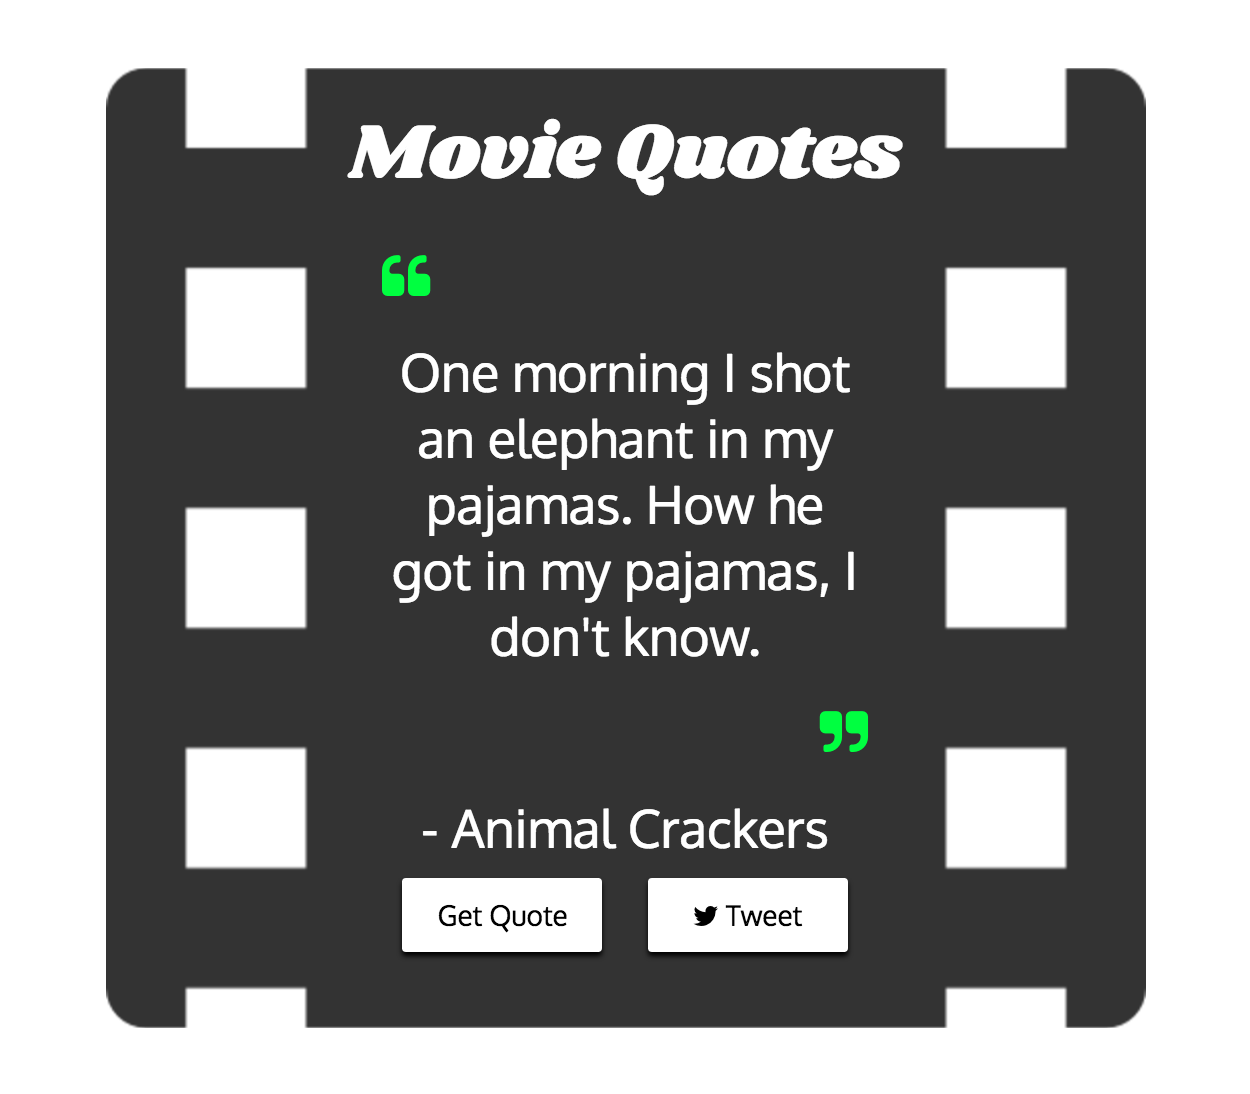 Movie Quotes
“
One morning I shot
an elephant in my
pajamas. How he
got in my pajamas, I
don't know.
”
- Animal Crackers
Get Quote
Tweet